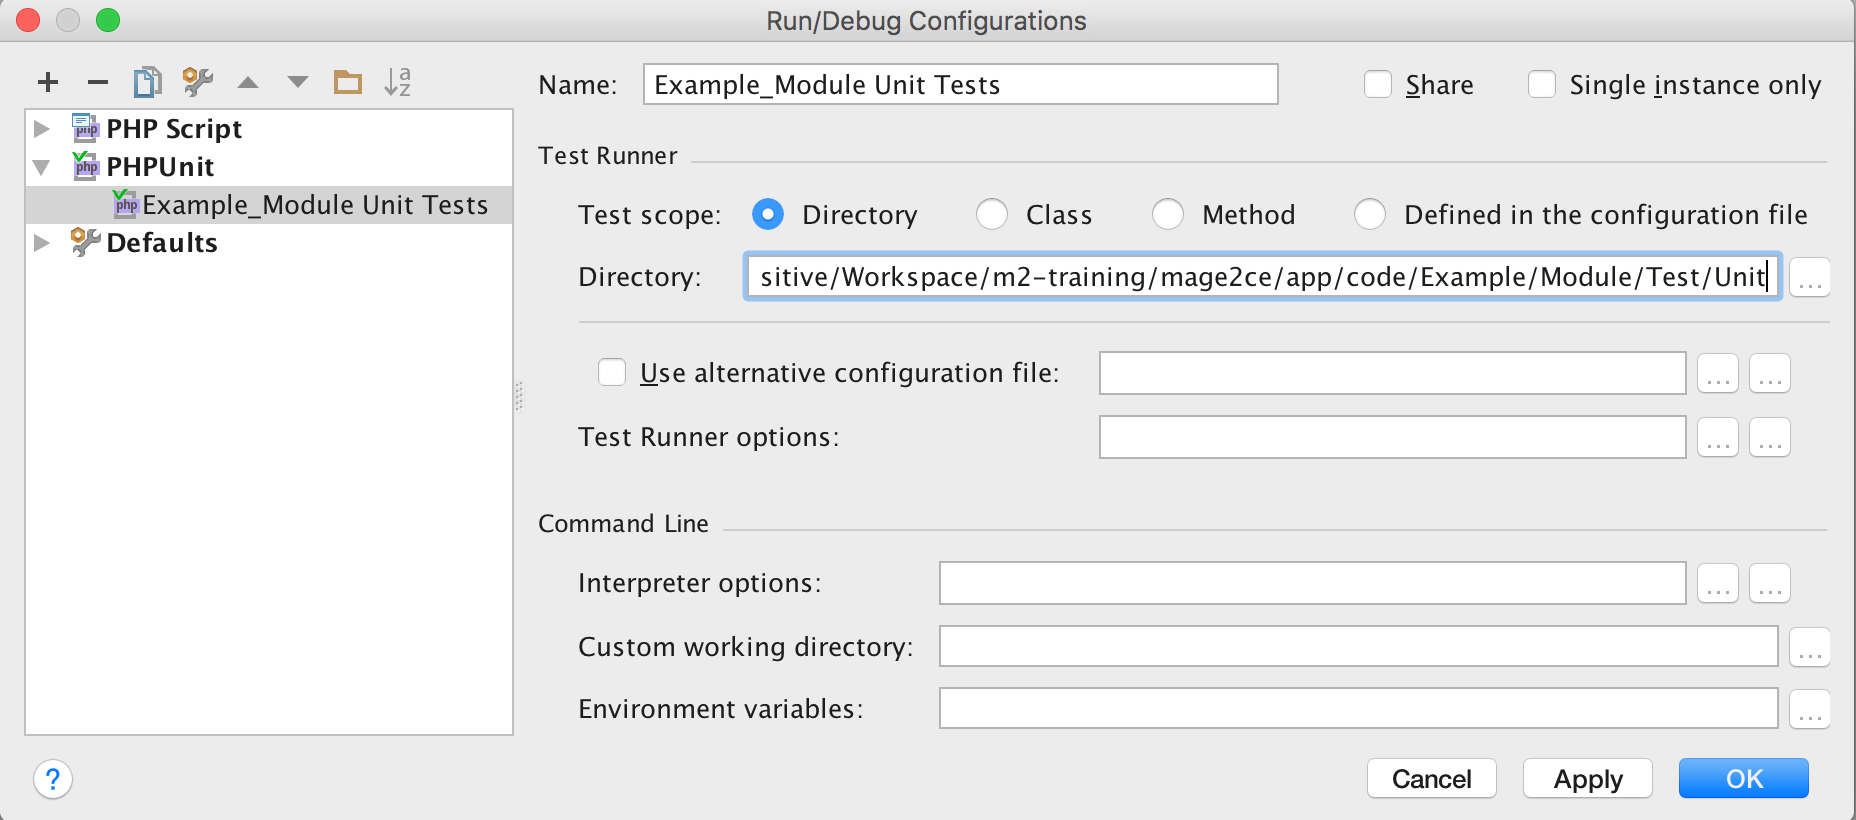 Run/Debug Configurations
a
z
PHP Script
PHPUnit
Example_Module Unit Tests
Defaults
Name: Example_Module Unit Tests Share Single instance only
Test Runner
Test scope: Directory Class Method Defined in the configuration file
Directory: sitive/Workspace/m2-training/mage2ce/app/code/Example/Module/Test/Unit ...
Use alternative configuration file: ... ...
Test Runner options: ... ...
Command Line
Interpreter options: ... ...
Custom working directory: ...
Environment variables: ...
? Cancel Apply OK